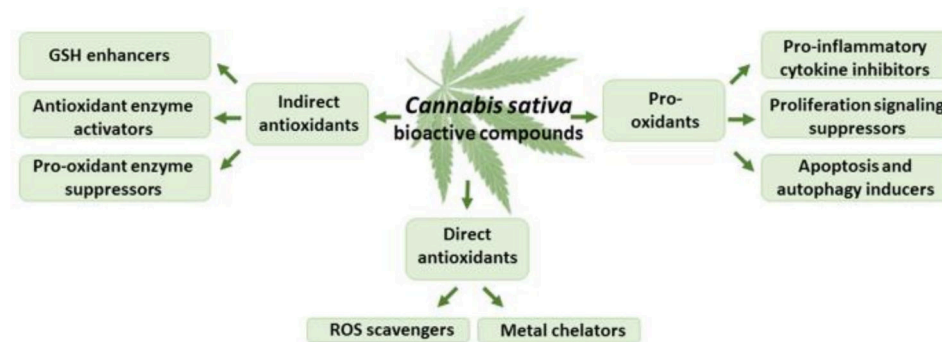 GSH enhancers
Antioxidant enzyme
activators
Pro-oxidant enzyme
suppressors
Indirect
antioxidants
Cannabis sativa
bioactive compounds
Pro-
oxidants
Pro-inflammatory
cytokine inhibitors
Proliferation signaling
suppressors
Apoptosis and
autophagy inducers
Direct
antioxidants
ROS scavengers
Metal chelators